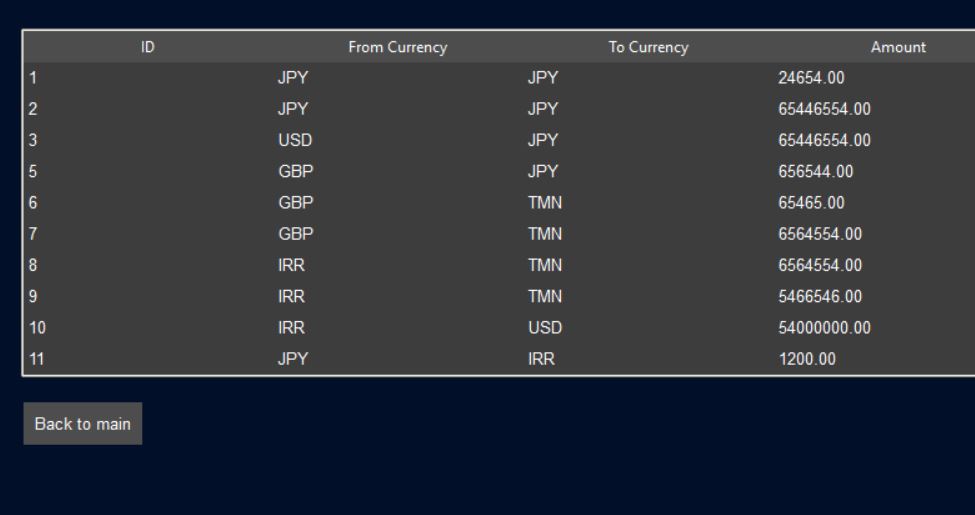 ID From Currency To Currency Amount
1 JPY JPY 24654.00
2 JPY JPY 65446554.00
3 USD JPY 65446554.00
5 GBP JPY 656544.00
6 GBP TMN 65465.00
7 GBP TMN 6564554.00
8 IRR TMN 6564554.00
9 IRR TMN 5466546.00
10 IRR USD 54000000.00
11 JPY IRR 1200.00
Back to main